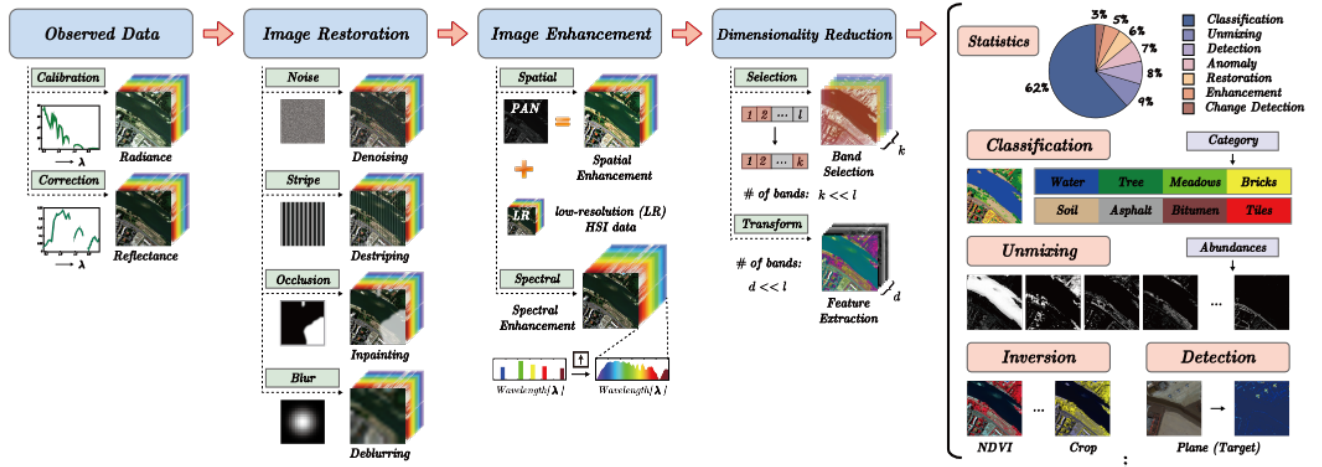 Observed Data
Calibration
λ
Radiance
Correction
λ
Reflectance
Image Restoration
Noise
Denoising
Stripe
Destriping
Occlusion
Inpainting
Blur
Deblurring
Image Enhancement
Spatial
PAN
Spatial
Enhancement
LR
low-resolution (LR)
HSI data
Spectral
Spectral
Enhancement
Wavelength[λ]
Wavelength[λ]
Dimensionality Reduction
Selection
1 2 ... l
1 2 ... k
k
Band
Selection
# of bands: k << l
Transform
# of bands:
d << l
d
Feature
Extraction
Statistics
3%
5%
6%
7%
8%
9%
62%
Classification
Unmixing
Detection
Anomaly
Restoration
Enhancement
Change Detection
Classification
Category
Water Tree Meadows Bricks
Soil Asphalt Bitumen Tiles
Unmixing
Abundances
...
Inversion
...
NDVI Crop
Detection
Plane (Target)
: